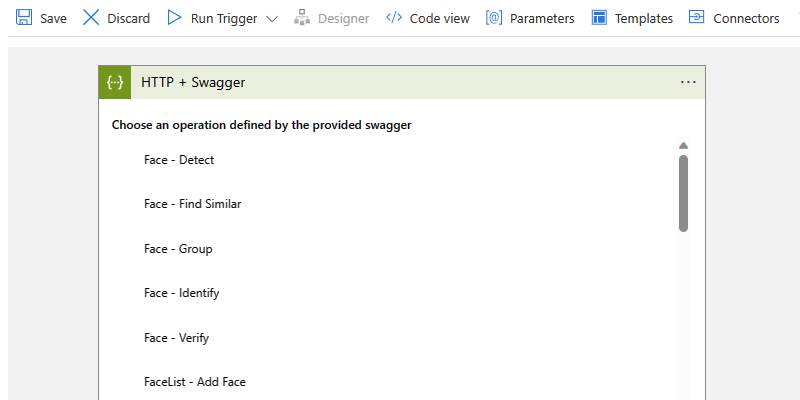 Save Discard Run Trigger Designer Code view Parameters Templates Connectors
{··} HTTP + Swagger ···
Choose an operation defined by the provided swagger
Face - Detect
Face - Find Similar
Face - Group
Face - Identify
Face - Verify
FaceList - Add Face